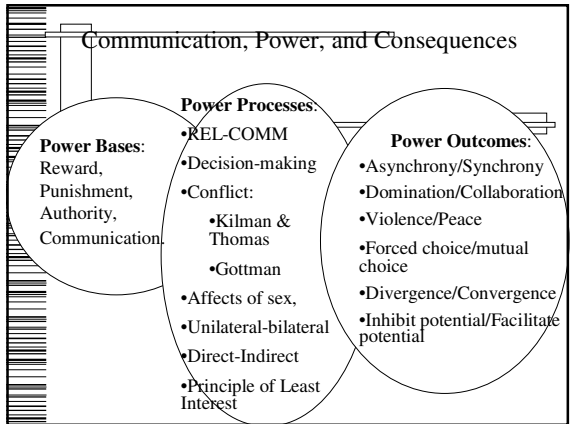 Communication, Power, and Consequences
Power Bases:
Reward,
Punishment,
Authority,
Communication.
Power Processes:
•REL-COMM
•Decision-making
•Conflict:
•Kilman &
Thomas
•Gottman
•Affects of sex,
•Unilateral-bilateral
•Direct-Indirect
•Principle of Least
Interest
Power Outcomes:
•Asynchrony/Synchrony
•Domination/Collaboration
•Violence/Peace
•Forced choice/mutual
choice
•Divergence/Convergence
•Inhibit potential/Facilitate
potential